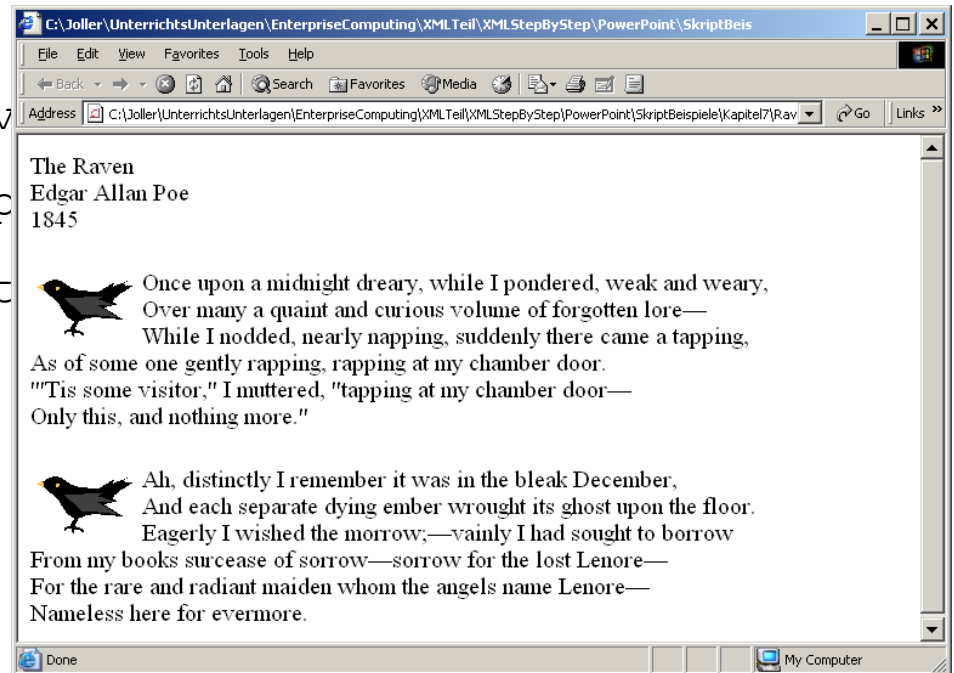 C:\Joller\UnterrichtsUnterlagen\EnterpriseComputing\XMLTeil\XMLStepByStep\PowerPoint\SkriptBeis
File Edit View Favorites Tools Help
Back Search Favorites Media
Address C:\Joller\UnterrichtsUnterlagen\EnterpriseComputing\XMLTeil\XMLStepByStep\PowerPoint\SkriptBeispiele\Kapitel7\Rav Go Links »
The Raven
Edgar Allan Poe
1845
Once upon a midnight dreary, while I pondered, weak and weary,
Over many a quaint and curious volume of forgotten lore—
While I nodded, nearly napping, suddenly there came a tapping,
As of some one gently rapping, rapping at my chamber door.
"'Tis some visitor," I muttered, "tapping at my chamber door—
Only this, and nothing more."
Ah, distinctly I remember it was in the bleak December,
And each separate dying ember wrought its ghost upon the floor.
Eagerly I wished the morrow;—vainly I had sought to borrow
From my books surcease of sorrow—sorrow for the lost Lenore—
For the rare and radiant maiden whom the angels name Lenore—
Nameless here for evermore.
Done My Computer